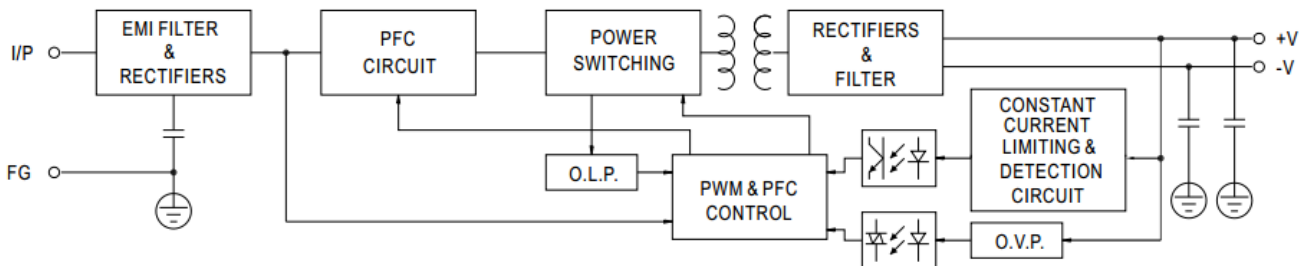 I/P
EMI FILTER
&
RECTIFIERS
PFC
CIRCUIT
POWER
SWITCHING
RECTIFIERS
&
FILTER
+V
-V
CONSTANT
CURRENT
LIMITING &
DETECTION
CIRCUIT
FG
O.L.P.
PWM & PFC
CONTROL
O.V.P.